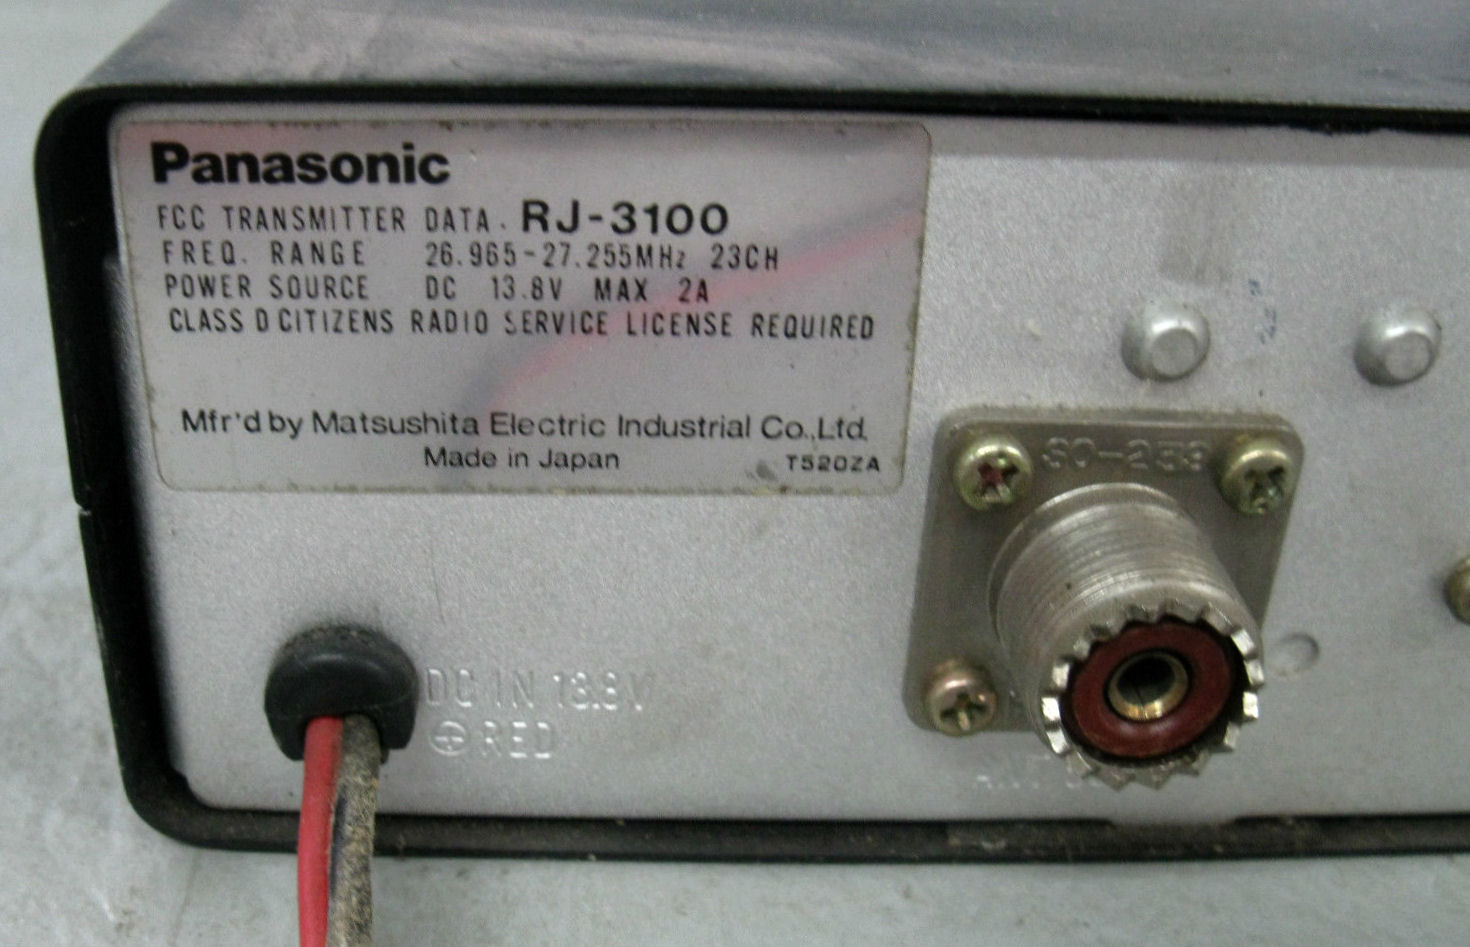 Panasonic
FCC TRANSMITTER DATA. RJ-3100
FREQ. RANGE 26.965-27.255MHz 23CH
POWER SOURCE DC 13.8V MAX 2A
CLASS D CITIZENS RADIO SERVICE LICENSE REQUIRED
Mfr'd by Matsushita Electric Industrial Co.,Ltd.
Made in Japan T520ZA
SO-239
DC IN 13.8V
⊕ RED
ANT